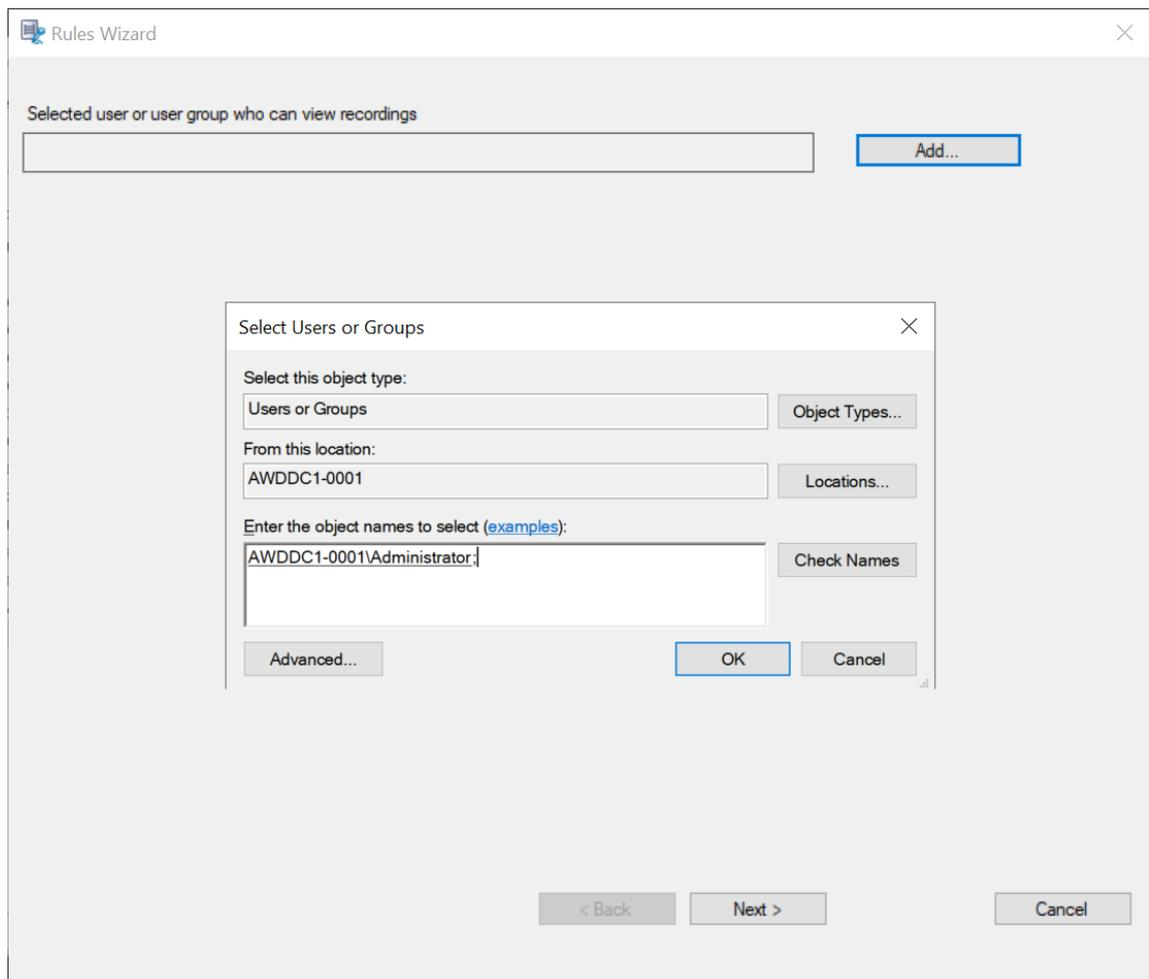 Rules Wizard
Selected user or user group who can view recordings
Add...
Select Users or Groups
Select this object type:
Users or Groups
Object Types...
From this location:
AWDDC1-0001
Locations...
Enter the object names to select (examples):
AWDDC1-0001\Administrator;
Check Names
Advanced...
OK
Cancel
< Back
Next >
Cancel